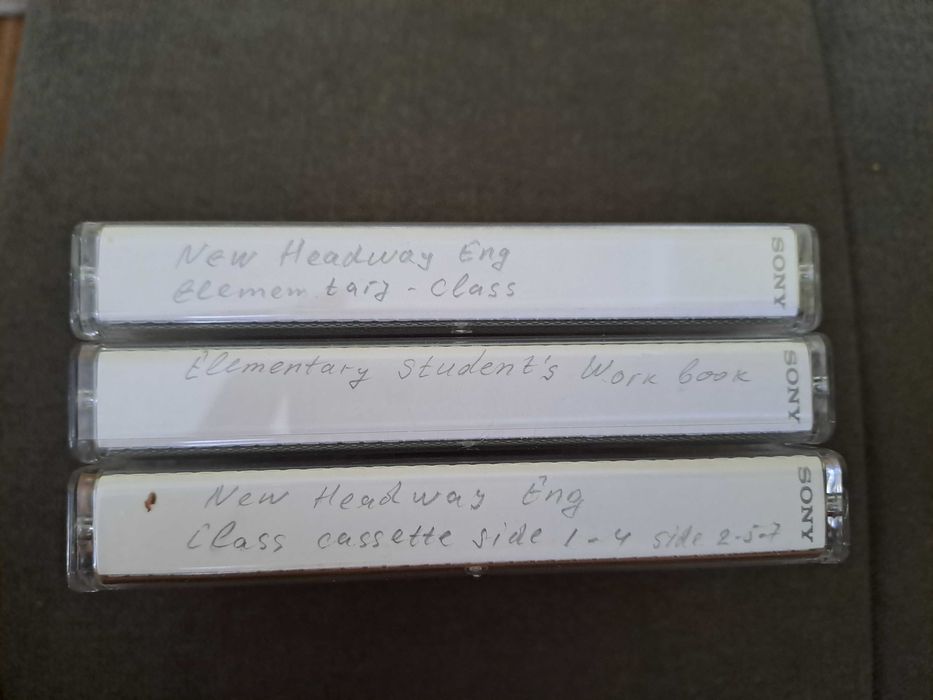 New Headway Eng
Elementary - Class
SONY
Elementary Student's Work book
SONY
New Headway Eng
Class cassette side 1-4 side 2-5-7
SONY